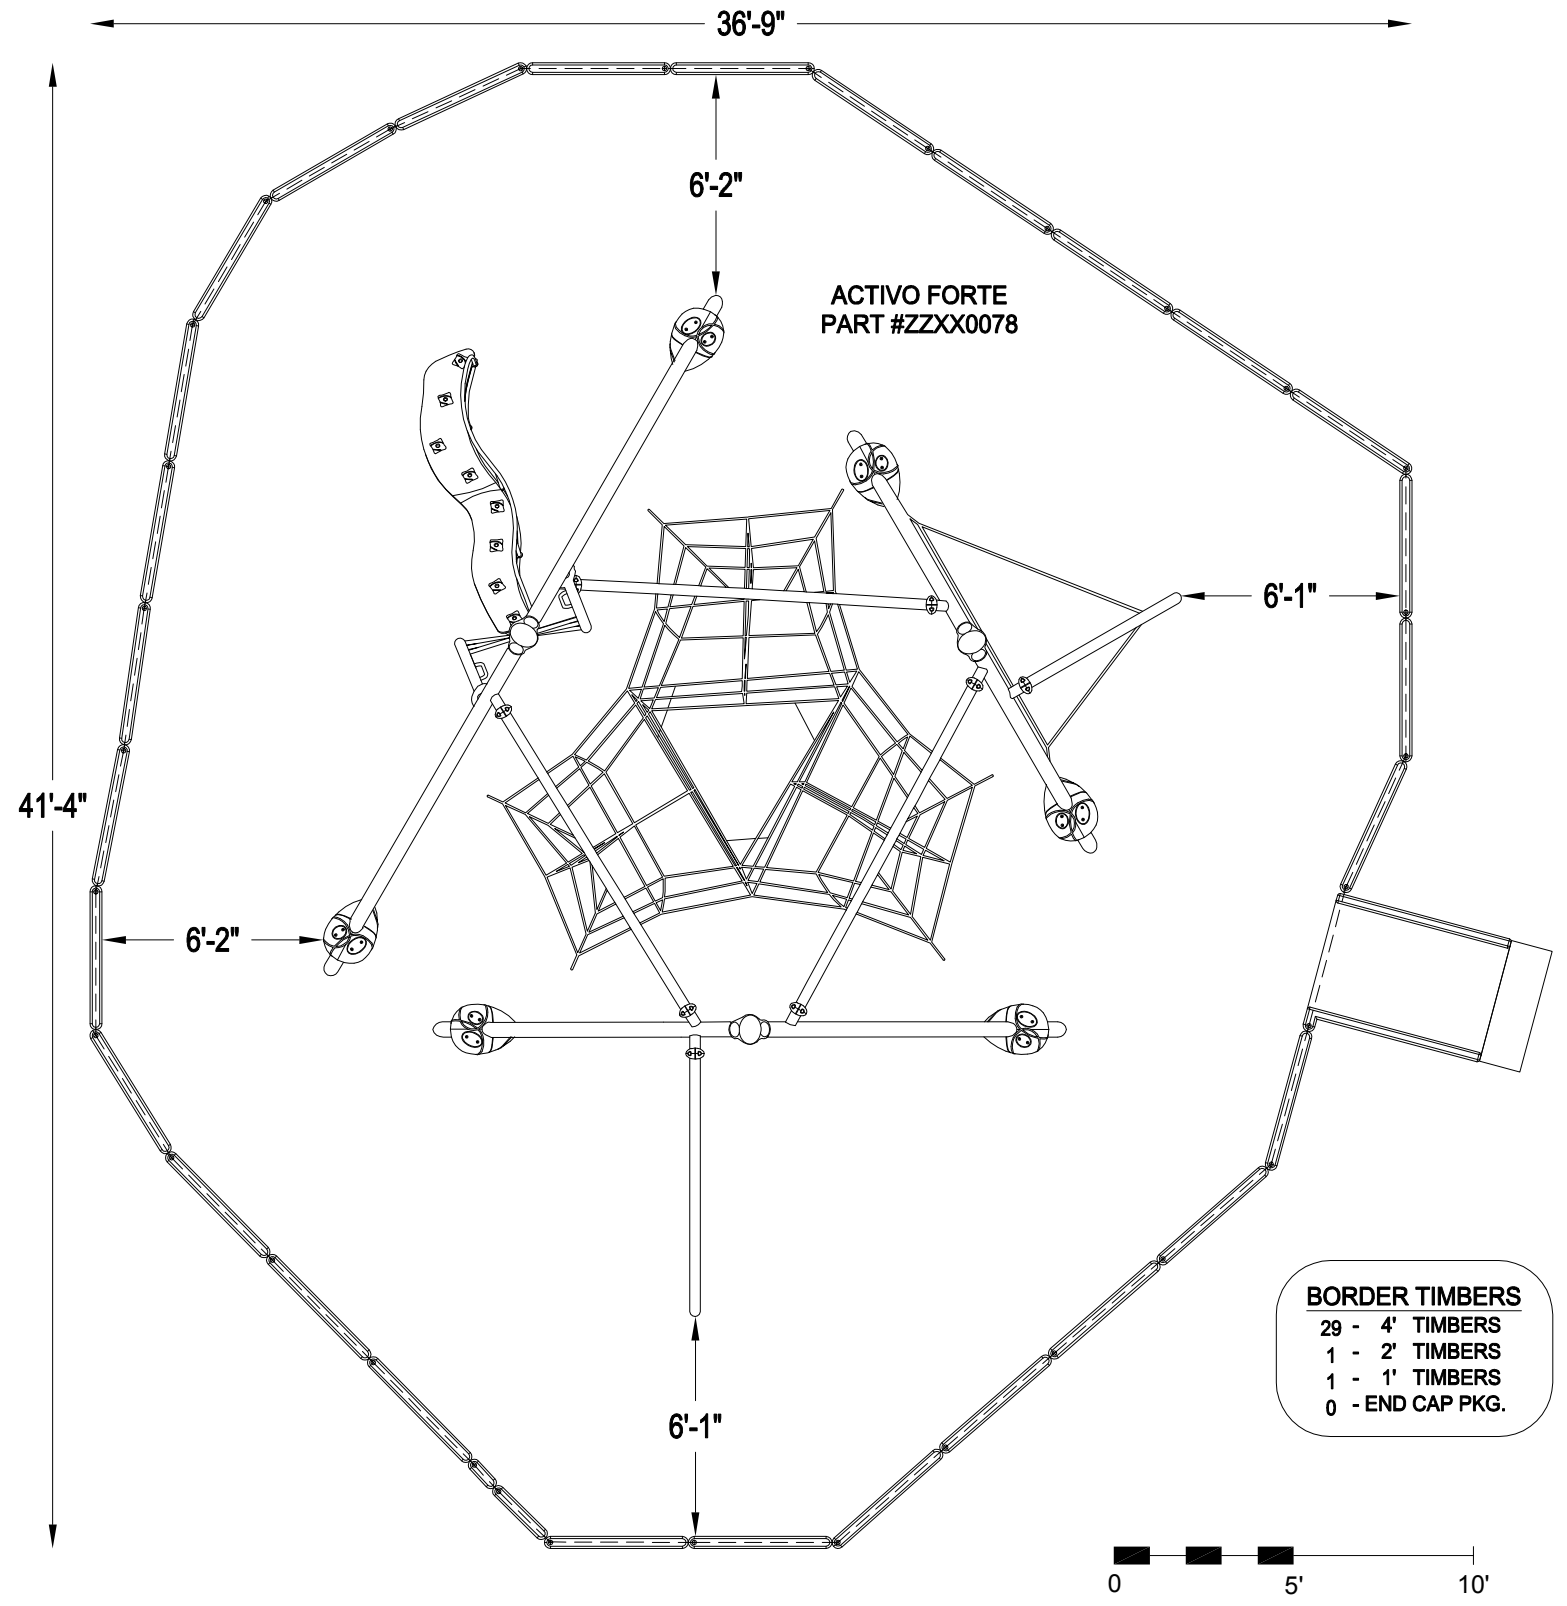 36'-9"
6'-2"
ACTIVO FORTE
PART #ZZXX0078
6'-1"
41'-4"
6'-2"
BORDER TIMBERS
29 - 4' TIMBERS
1 - 2' TIMBERS
1 - 1' TIMBERS
0 - END CAP PKG.
6'-1"
0 5' 10'